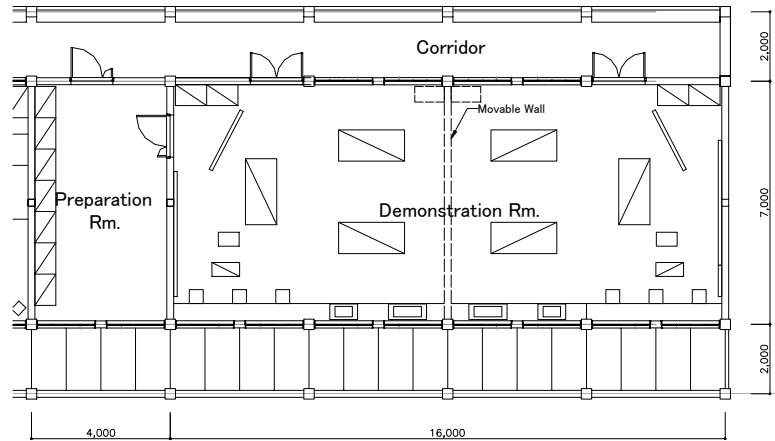 Corridor
2,000
Movable Wall
Preparation
Rm.
Demonstration Rm.
7,000
2,000
4,000
16,000